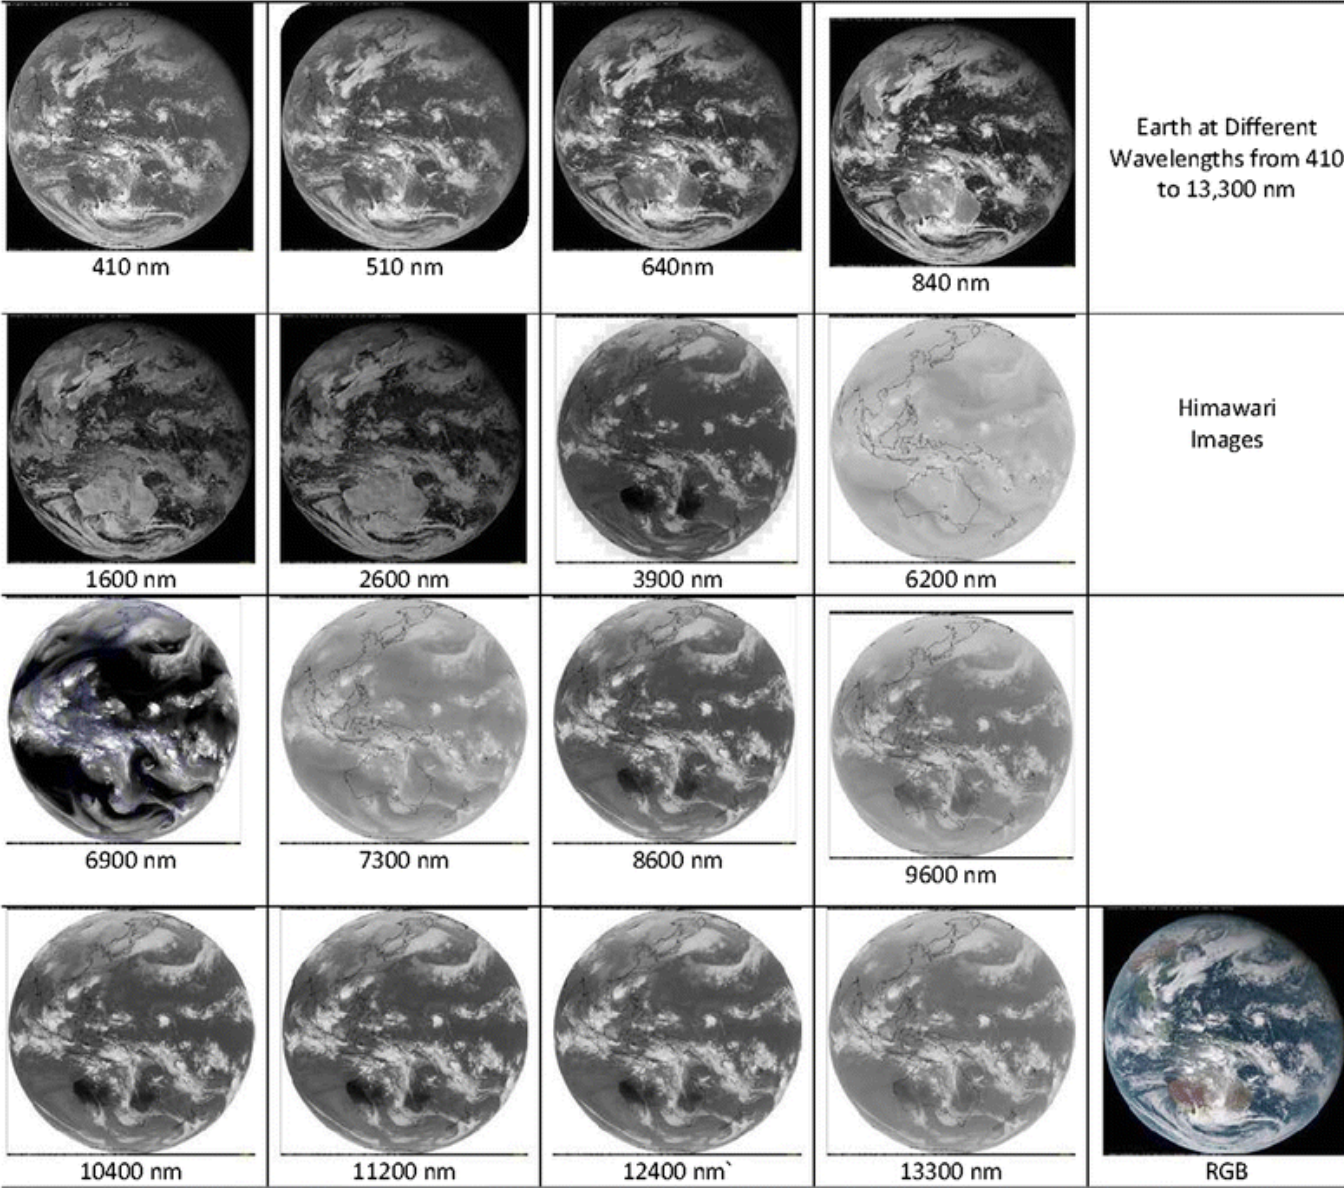 410 nm
510 nm
640nm
840 nm
Earth at Different
Wavelengths from 410
to 13,300 nm
1600 nm
2600 nm
3900 nm
6200 nm
Himawari
Images
6900 nm
7300 nm
8600 nm
9600 nm
10400 nm
11200 nm
12400 nm`
13300 nm
RGB